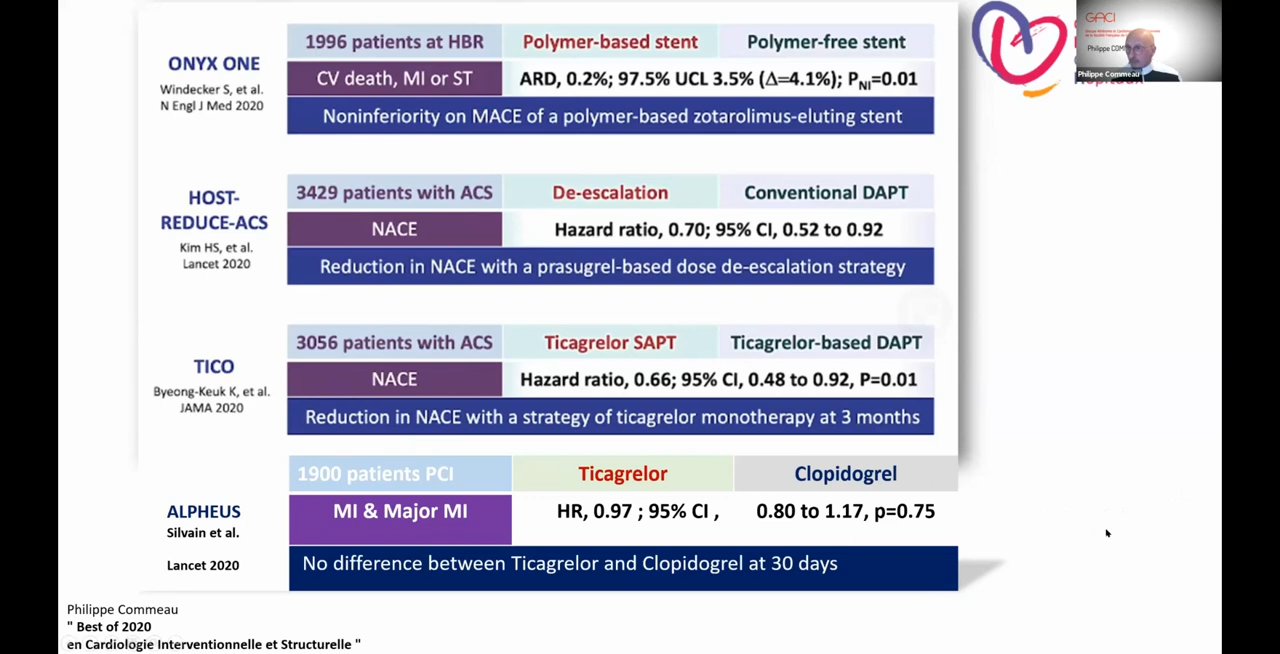 1996 patients at HBR
Polymer-based stent
Polymer-free stent
ONYX ONE
Windecker S, et al.
N Engl J Med 2020
CV death, MI or ST
ARD, 0.2%; 97.5% UCL 3.5% (Δ=4.1%); PNI=0.01
Noninferiority on MACE of a polymer-based zotarolimus-eluting stent
HOST-
REDUCE-ACS
Kim HS, et al.
Lancet 2020
3429 patients with ACS
De-escalation
Conventional DAPT
NACE
Hazard ratio, 0.70; 95% CI, 0.52 to 0.92
Reduction in NACE with a prasugrel-based dose de-escalation strategy
TICO
Byeong-Keuk K, et al.
JAMA 2020
3056 patients with ACS
Ticagrelor SAPT
Ticagrelor-based DAPT
NACE
Hazard ratio, 0.66; 95% CI, 0.48 to 0.92, P=0.01
Reduction in NACE with a strategy of ticagrelor monotherapy at 3 months
ALPHEUS
Silvain et al.
Lancet 2020
1900 patients PCI
Ticagrelor
Clopidogrel
MI & Major MI
HR, 0.97 ; 95% CI , 0.80 to 1.17, p=0.75
No difference between Ticagrelor and Clopidogrel at 30 days
Philippe Commeau
" Best of 2020
en Cardiologie Interventionnelle et Structurelle "
GACI
Philippe COM
Philippe Commeau